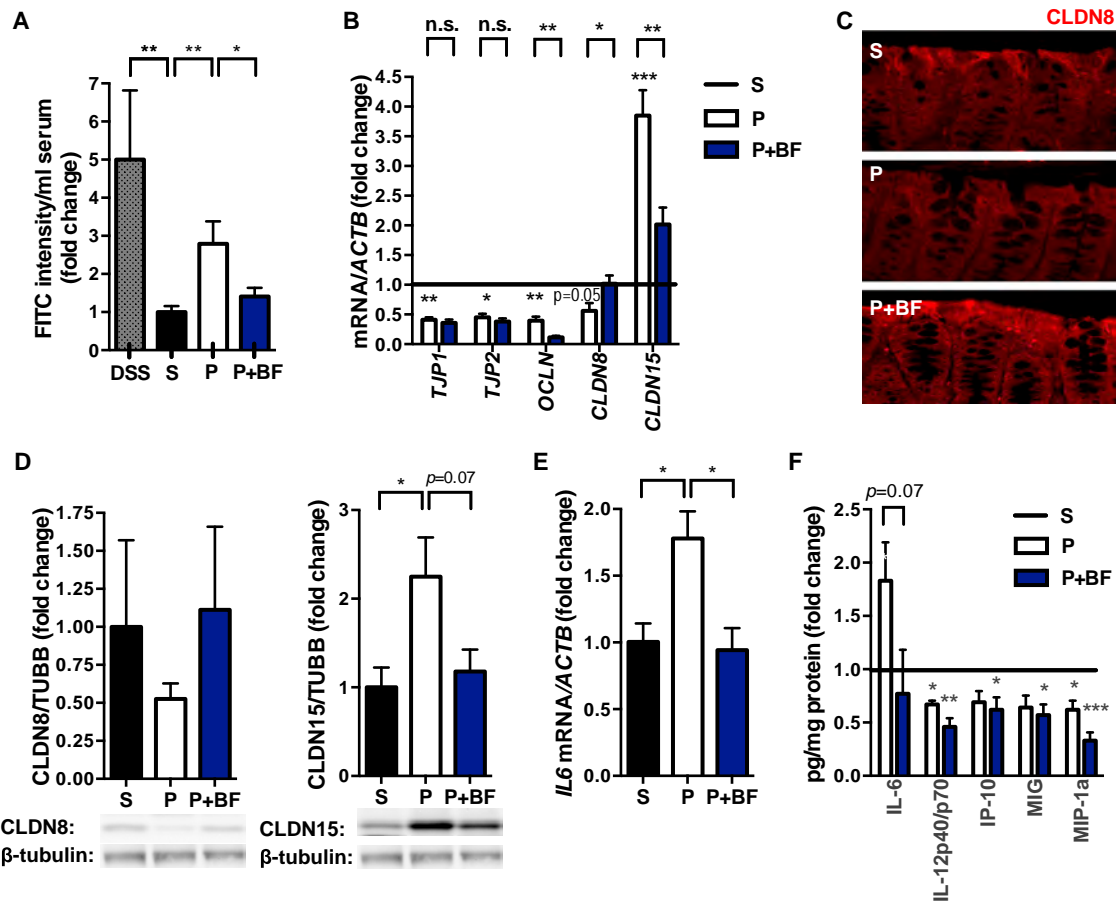 A
** ** *
FITC intensity/ml serum
(fold change)
7
6
5
4
3
2
1
0
DSS S P P+BF
B
n.s. n.s. ** * **
***
mRNA/ACTB (fold change)
4.5
4.0
3.5
3.0
2.5
2.0
1.5
1.0
0.5
0.0
** * ** p=0.05
TJP1 TJP2 OCLN CLDN8 CLDN15
S
P
P+BF
C
CLDN8
S
P
P+BF
D
CLDN8/TUBB (fold change)
1.75
1.50
1.25
1.00
0.75
0.50
0.25
0.00
S P P+BF
CLDN8:
β-tubulin:
* p=0.07
CLDN15/TUBB (fold change)
3
2
1
0
S P P+BF
CLDN15:
β-tubulin:
E
* *
IL6 mRNA/ACTB (fold change)
2.0
1.5
1.0
0.5
0.0
S P P+BF
F
p=0.07
pg/mg protein (fold change)
2.5
2.0
1.5
1.0
0.5
0.0
S
P
P+BF
* ** * * * ***
IL-6 IL-12p40/p70 IP-10 MIG MIP-1a